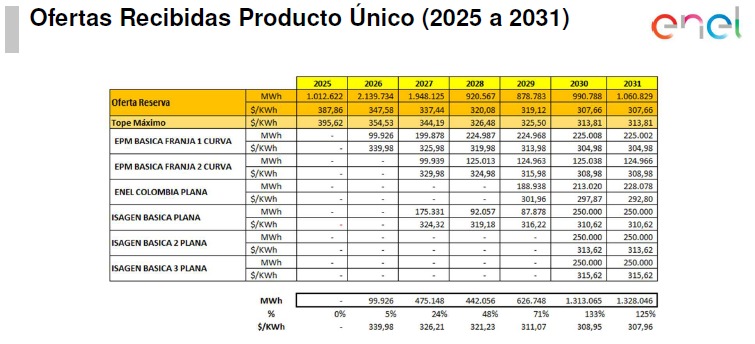 Ofertas Recibidas Producto Único (2025 a 2031)
enel
2025 2026 2027 2028 2029 2030 2031
Oferta Reserva MWh 1.012.622 2.139.734 1.948.125 920.567 878.783 990.788 1.060.829
$/KWh 387,86 347,58 337,44 320,08 319,12 307,66 307,66
Tope Máximo 395,62 354,53 344,19 326,48 325,50 313,81 313,81
EPM BASICA FRANJA 1 CURVA MWh - 99.926 199.878 224.987 224.968 225.008 225.002
$/KWh - 339,98 325,98 319,98 313,98 304,98 304,98
EPM BASICA FRANJA 2 CURVA MWh - - 99.939 125.013 124.963 125.038 124.966
$/KWh - - 329,98 324,98 315,98 308,98 308,98
ENEL COLOMBIA PLANA MWh - - - - 188.938 213.020 228.078
$/KWh - - - - 301,96 297,87 292,80
ISAGEN BASICA PLANA MWh - - 175.331 92.057 87.878 250.000 250.000
$/KWh - - 324,32 319,18 316,22 310,62 310,62
ISAGEN BASICA 2 PLANA MWh - - - - - 250.000 250.000
$/KWh - - - - - 313,62 313,62
ISAGEN BASICA 3 PLANA MWh - - - - - 250.000 250.000
$/KWh - - - - - 315,62 315,62
MWh - 99.926 475.148 442.056 626.748 1.313.065 1.328.046
% 0% 5% 24% 48% 71% 133% 125%
$/KWh - 339,98 326,21 321,23 311,07 308,95 307,96